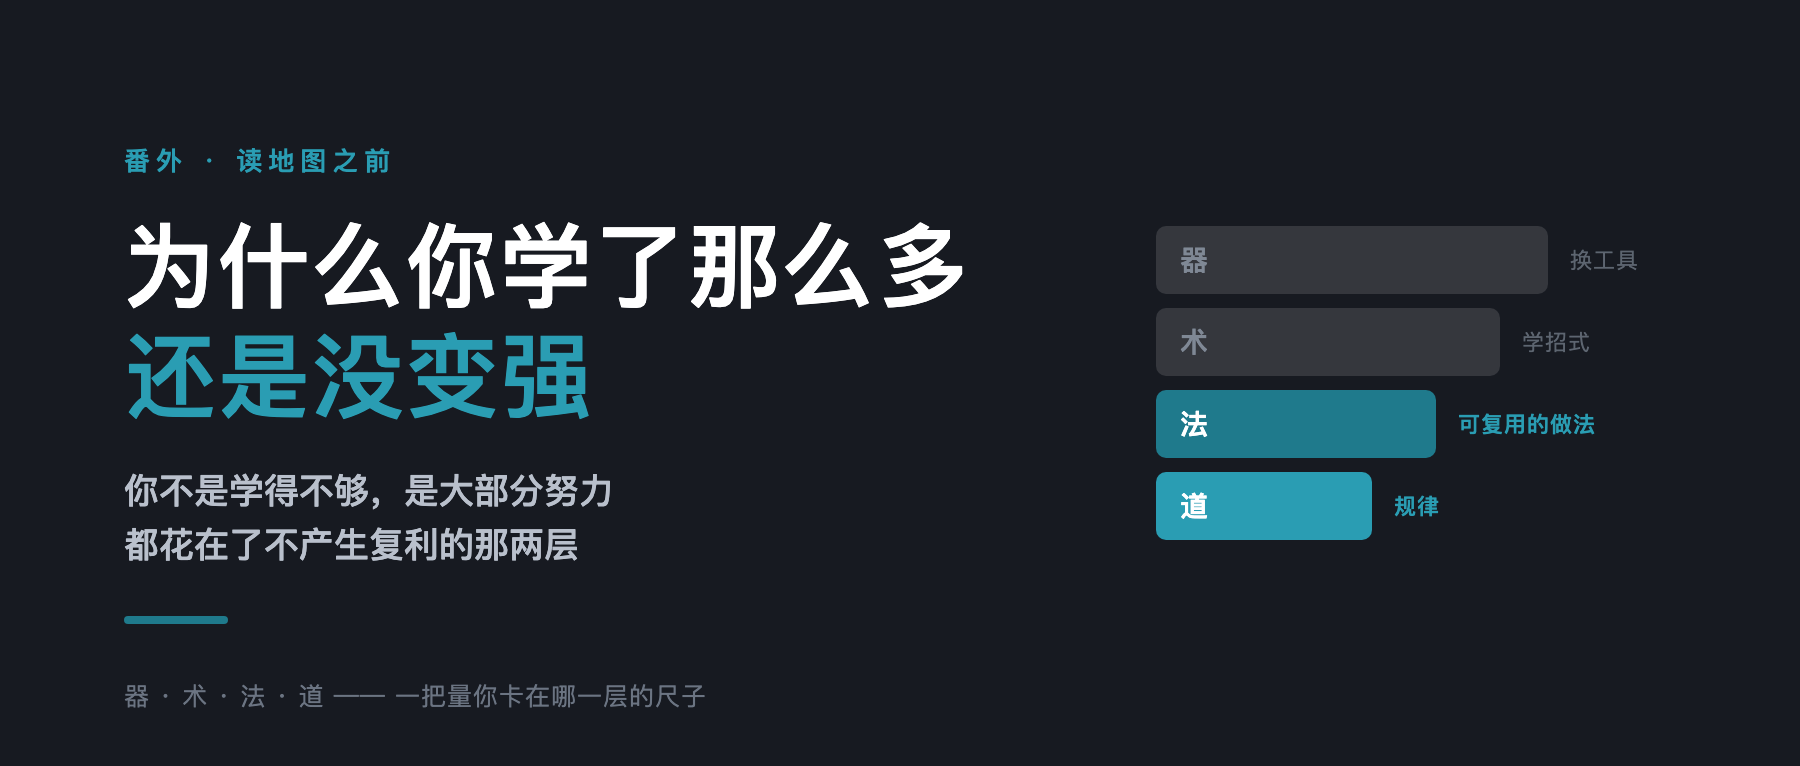 番外 · 读地图之前
为什么你学了那么多
还是没变强
你不是学得不够，是大部分努力
都花在了不产生复利的那两层
器 · 术 · 法 · 道 —— 一把量你卡在哪一层的尺子
器 换工具
术 学招式
法 可复用的做法
道 规律